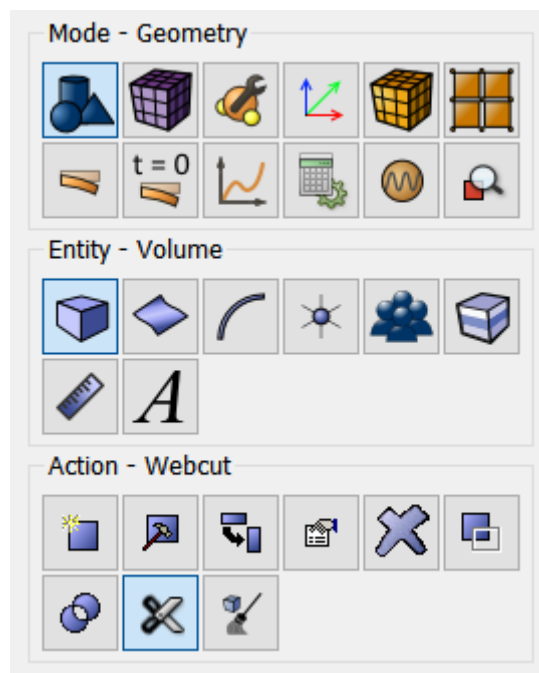 Mode - Geometry
t = 0
Entity - Volume
A
Action - Webcut